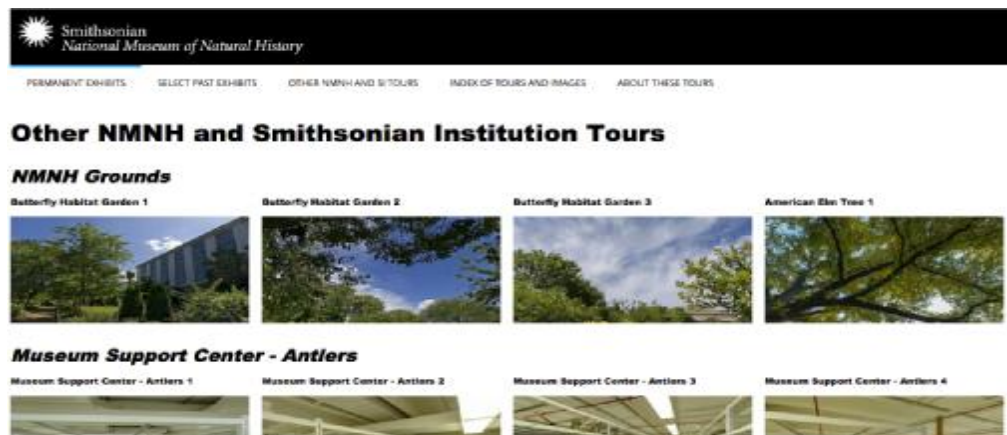 Smithsonian
National Museum of Natural History
PERMANENT EXHIBITS SELECT PAST EXHIBITS OTHER NMNH AND SI TOURS INDEX OF TOURS AND IMAGES ABOUT THESE TOURS
Other NMNH and Smithsonian Institution Tours
NMNH Grounds
Butterfly Habitat Garden 1 Butterfly Habitat Garden 2 Butterfly Habitat Garden 3 American Elm Tree 1
Museum Support Center - Antlers
Museum Support Center - Antlers 1 Museum Support Center - Antlers 2 Museum Support Center - Antlers 3 Museum Support Center - Antlers 4